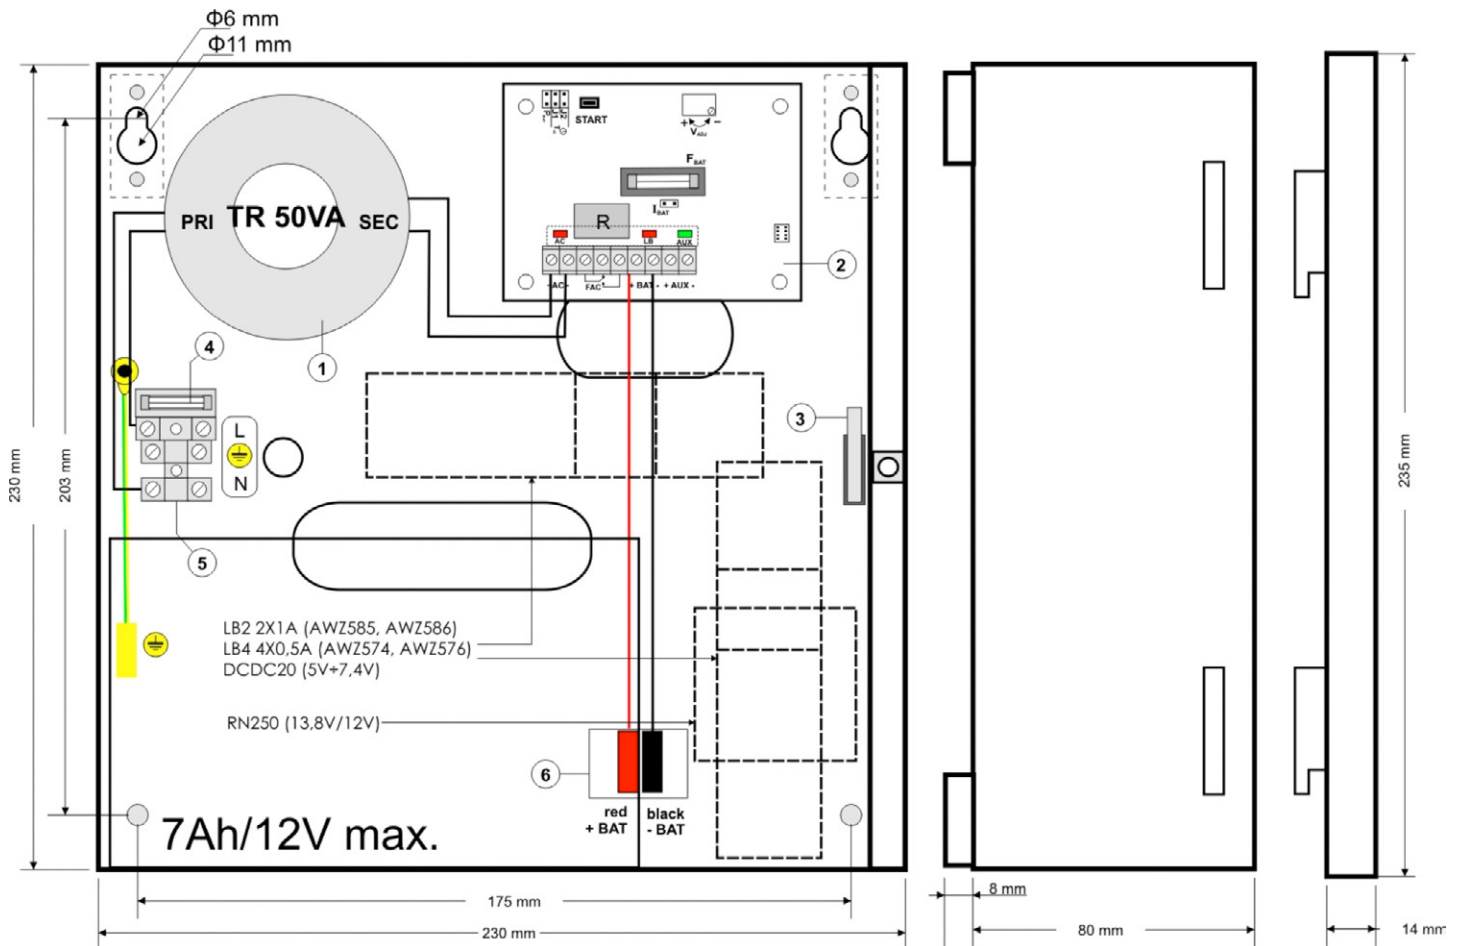 Φ6 mm
Φ11 mm
START
+ V ADJ -
F BAT
I BAT
PRI
TR 50VA
SEC
R
AC
LB
AUX
FAC
+ BAT - + AUX -
1
2
3
4
5
6
L
N
230 mm
203 mm
235 mm
LB2 2X1A (AWZ585, AWZ586)
LB4 4X0,5A (AWZ574, AWZ576)
DCDC20 (5V÷7,4V)
RN250 (13,8V/12V)
red
+ BAT
black
- BAT
7Ah/12V max.
175 mm
230 mm
8 mm
80 mm
14 mm